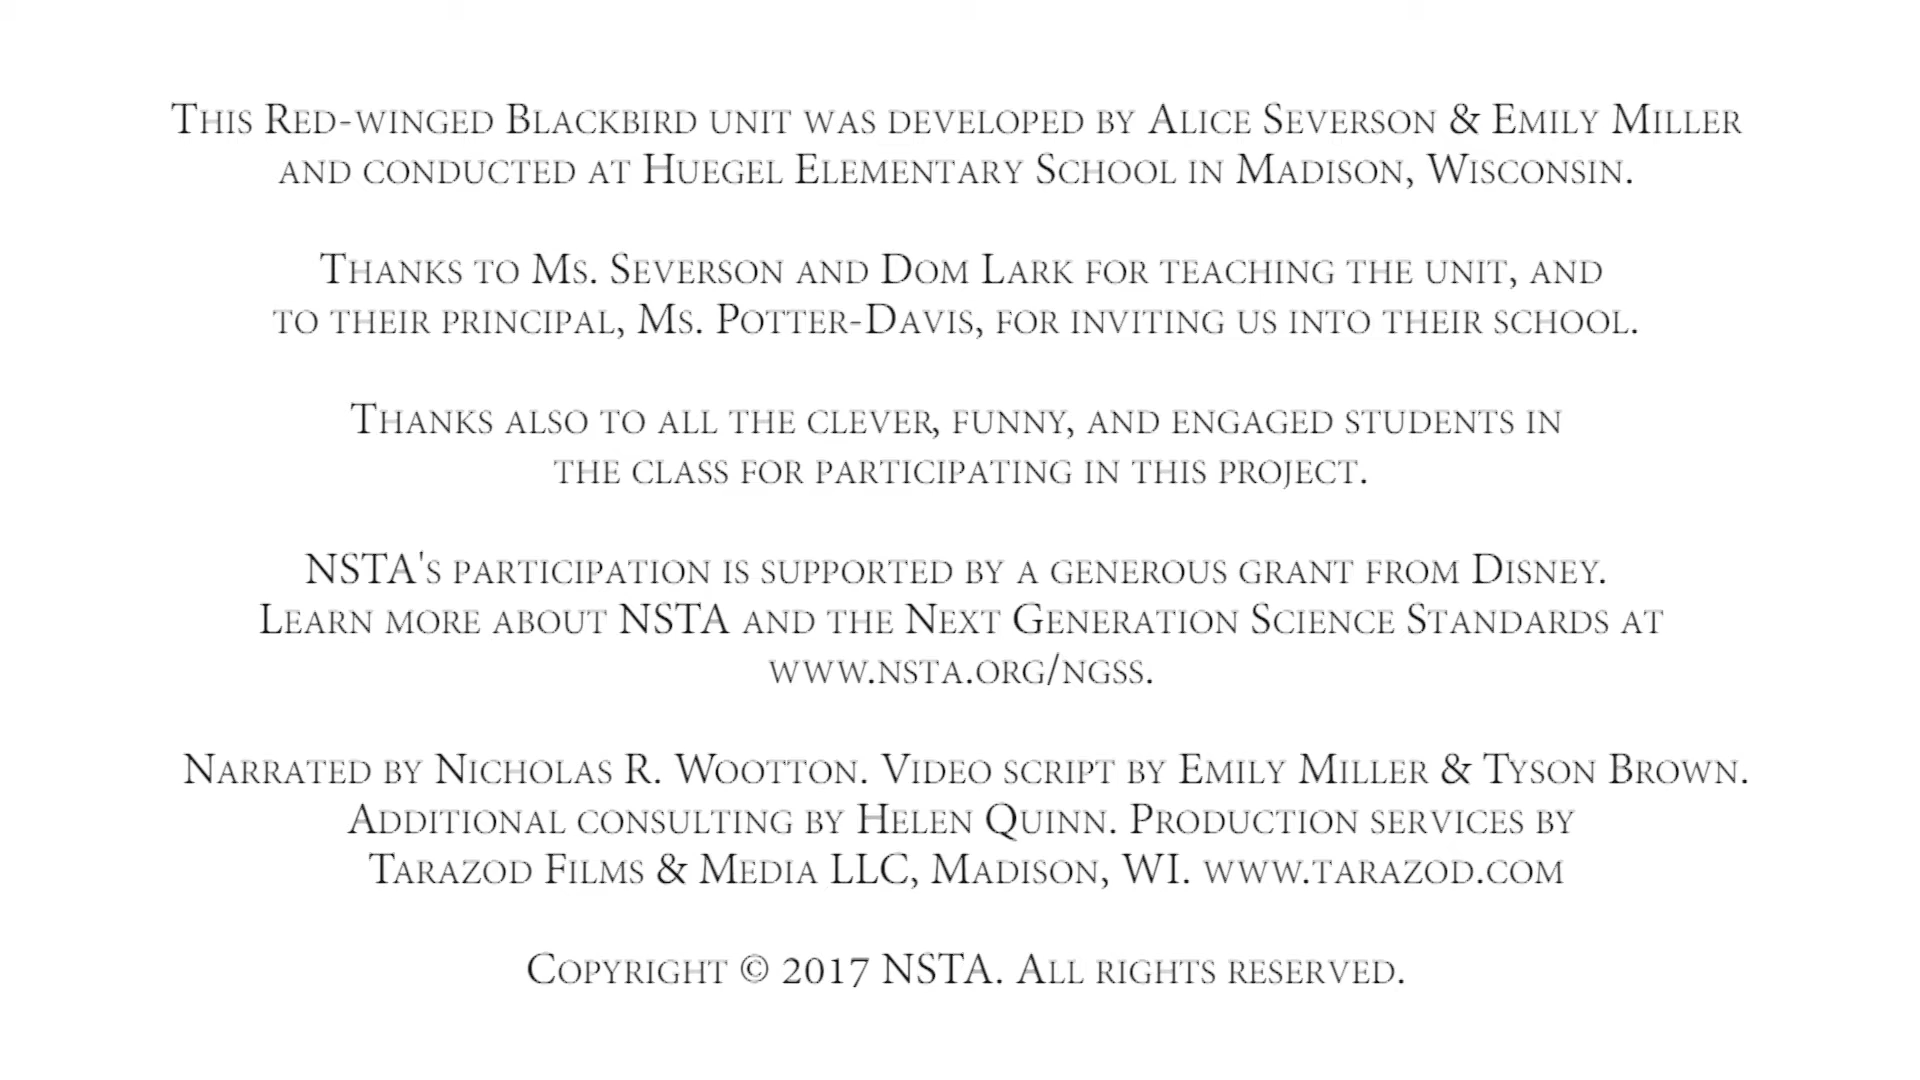 This Red-winged Blackbird unit was developed by Alice Severson & Emily Miller
and conducted at Huegel Elementary School in Madison, Wisconsin.
Thanks to Ms. Severson and Dom Lark for teaching the unit, and
to their principal, Ms. Potter-Davis, for inviting us into their school.
Thanks also to all the clever, funny, and engaged students in
the class for participating in this project.
NSTA's participation is supported by a generous grant from Disney.
Learn more about NSTA and the Next Generation Science Standards at
www.nsta.org/ngss.
Narrated by Nicholas R. Wootton. Video script by Emily Miller & Tyson Brown.
Additional consulting by Helen Quinn. Production services by
Tarazod Films & Media LLC, Madison, WI. www.tarazod.com
Copyright © 2017 NSTA. All rights reserved.